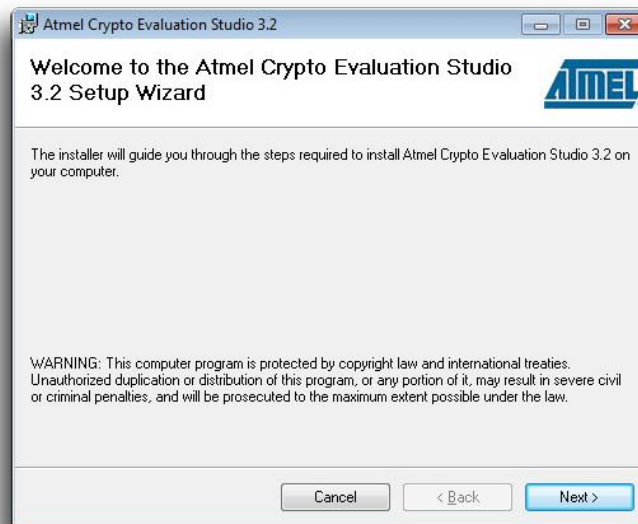 Atmel Crypto Evaluation Studio 3.2
Welcome to the Atmel Crypto Evaluation Studio
3.2 Setup Wizard
ATMEL
The installer will guide you through the steps required to install Atmel Crypto Evaluation Studio 3.2 on
your computer.
WARNING: This computer program is protected by copyright law and international treaties.
Unauthorized duplication or distribution of this program, or any portion of it, may result in severe civil
or criminal penalties, and will be prosecuted to the maximum extent possible under the law.
Cancel
< Back
Next >